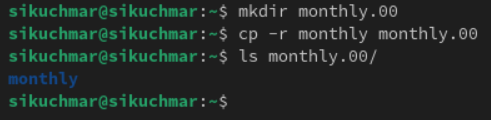 sikuchmar@sikuchmar:~$ mkdir monthly.00
sikuchmar@sikuchmar:~$ cp -r monthly monthly.00
sikuchmar@sikuchmar:~$ ls monthly.00/
monthly
sikuchmar@sikuchmar:~$